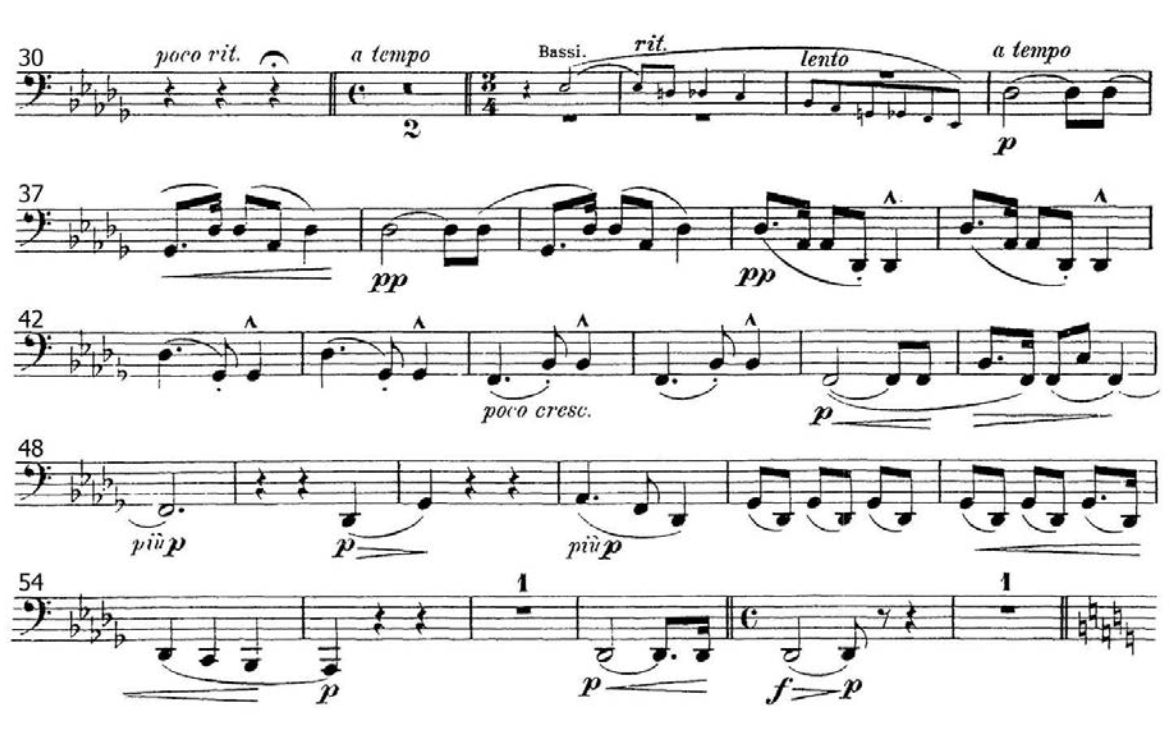 30 poco rit. a tempo Bassi. rit. lento a tempo
2 3 4
p
37
pp pp
42
poco cresc. p
48
più p p più p
54 1 1
p p f p